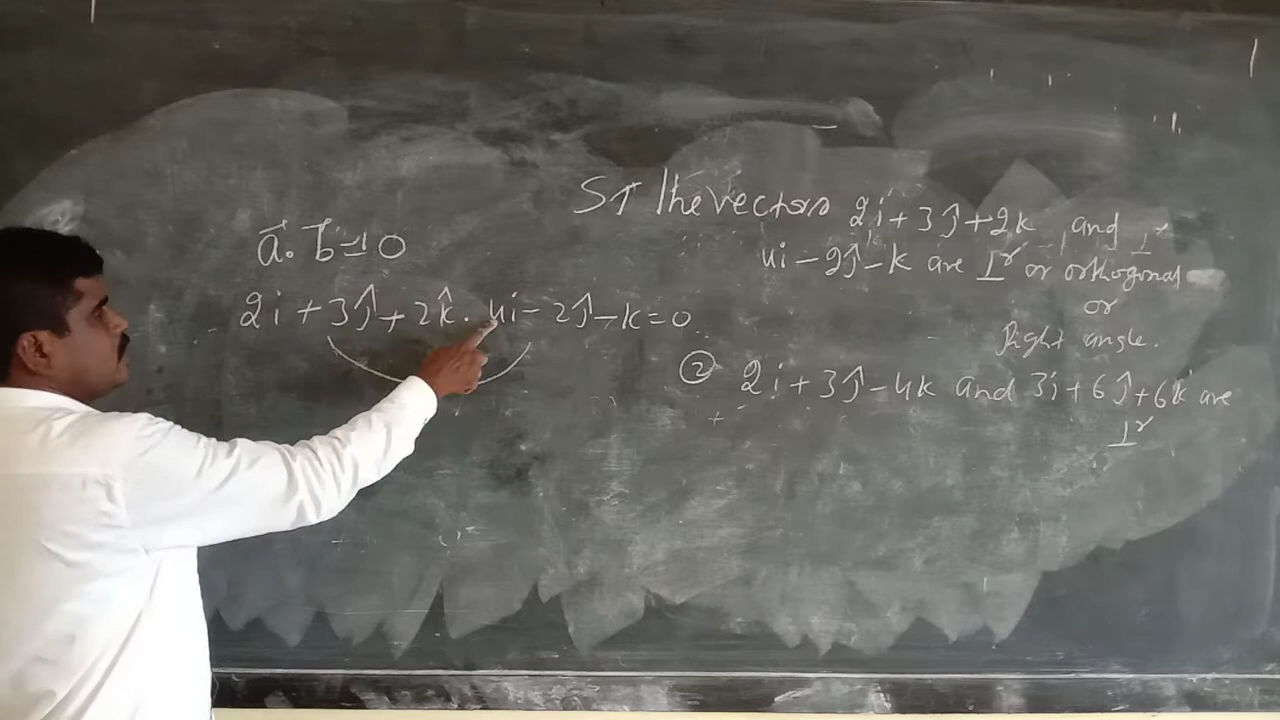 ST the vectors 2i + 3ĵ + 2k and
4i - 2ĵ - k are ⊥r or orthogonal
or
Right angle.
a⃗. b⃗ = 0
2i + 3ĵ + 2k̂. 4i - 2ĵ - k = 0
② 2i + 3ĵ - 4k and 3i + 6ĵ + 6k are
⊥r